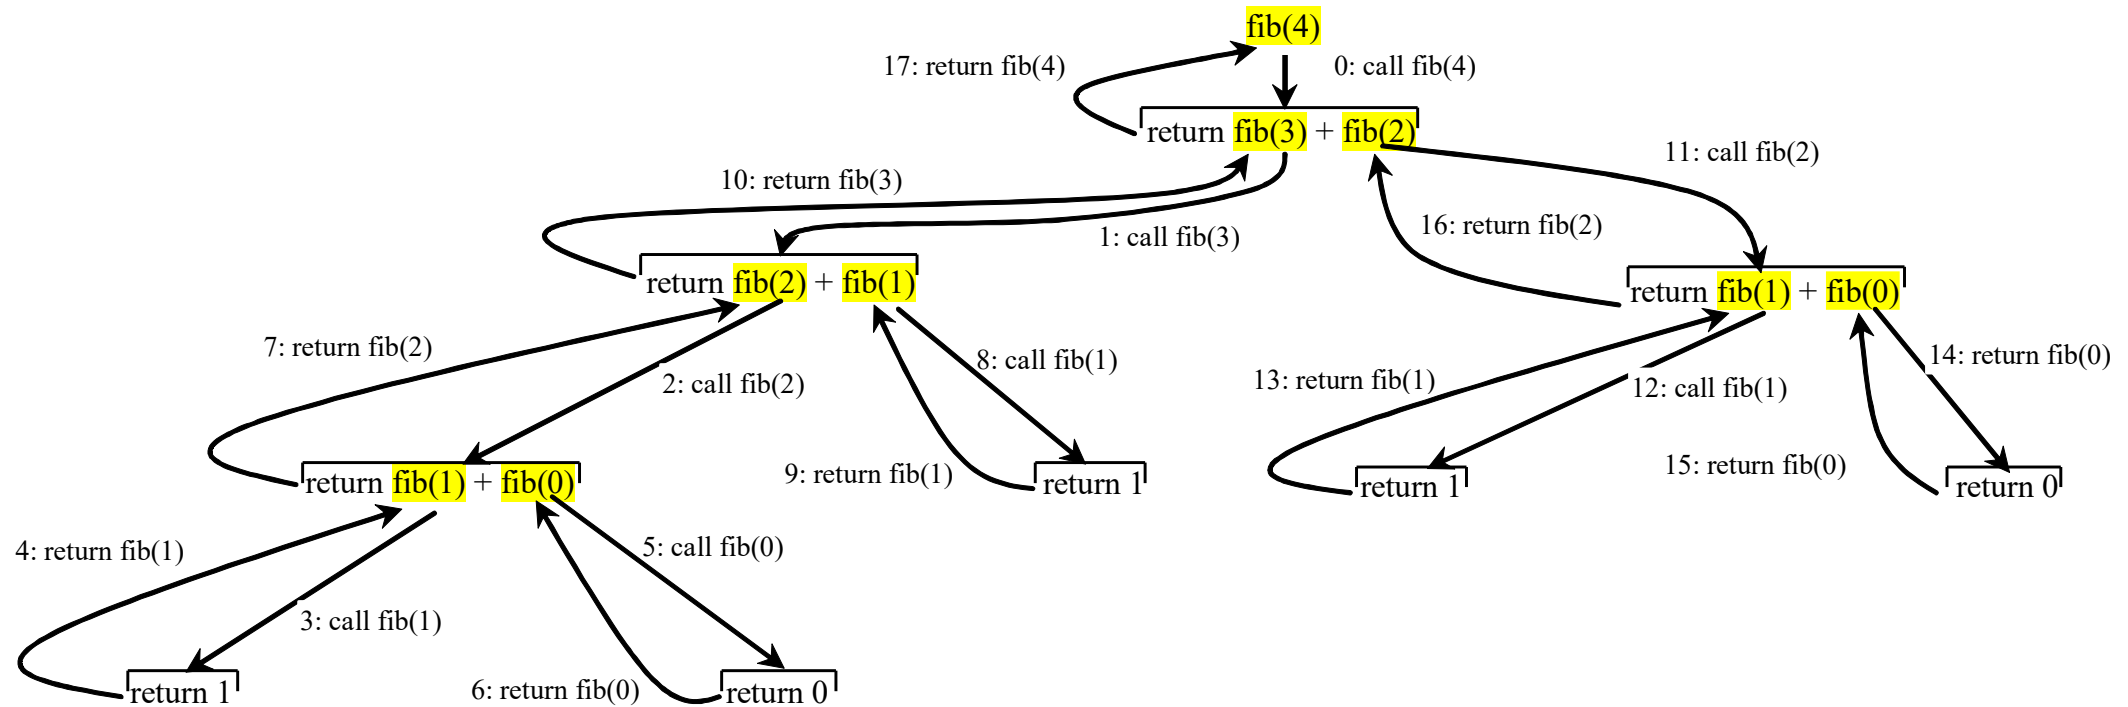 fib(4)
17: return fib(4)
0: call fib(4)
return fib(3) + fib(2)
11: call fib(2)
10: return fib(3)
16: return fib(2)
1: call fib(3)
return fib(2) + fib(1)
return fib(1) + fib(0)
7: return fib(2)
2: call fib(2)
8: call fib(1)
13: return fib(1)
12: call fib(1)
14: return fib(0)
9: return fib(1)
15: return fib(0)
return fib(1) + fib(0)
return 1
return 1
return 0
4: return fib(1)
5: call fib(0)
3: call fib(1)
6: return fib(0)
return 1
return 0